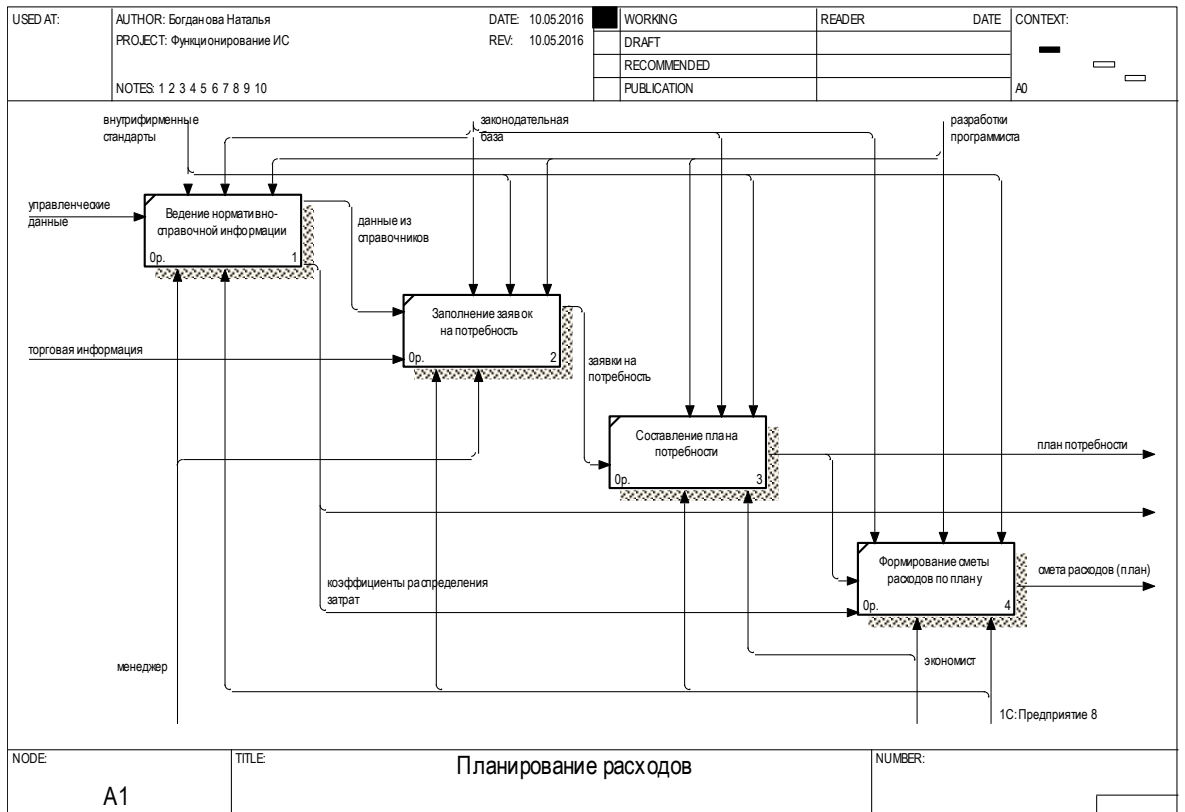 USED AT:
AUTHOR: Богданова Наталья
DATE: 10.05.2016
WORKING
READER
DATE
CONTEXT:
PROJECT: Функционирование ИС
REV: 10.05.2016
DRAFT
RECOMMENDED
NOTES: 1 2 3 4 5 6 7 8 9 10
PUBLICATION
A0
внутрифирменные
стандарты
законодательная
база
разработки
программиста
управленческие
данные
Ведение нормативно-
справочной информации
0р.
1
данные из
справочников
Заполнение заявок
на потребность
0р.
2
торговая информация
заявки на
потребность
Составление плана
потребности
0р.
3
план потребности
Формирование сметы
расходов по плану
0р.
4
смета расходов (план)
коэффициенты распределения
затрат
менеджер
экономист
1С: Предприятие 8
NODE:
TITLE:
Планирование расходов
NUMBER:
A1